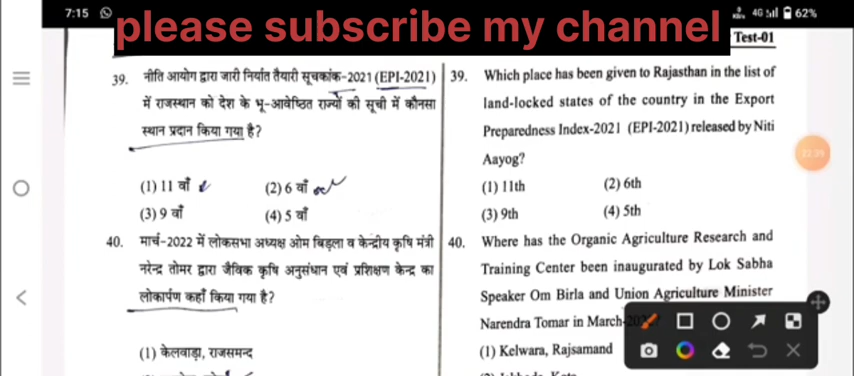 7:15
4G 62%
please subscribe my channel
Test-01
39. नीति आयोग द्वारा जारी निर्यात तैयारी सूचकांक-2021 (EPI-2021)
में राजस्थान को देश के भू-आवेष्ठित राज्यों की सूची में कौनसा
स्थान प्रदान किया गया है?
(1) 11 वाँ (2) 6 वाँ
(3) 9 वाँ (4) 5 वाँ
40. मार्च-2022 में लोकसभा अध्यक्ष ओम बिड़ला व केन्द्रीय कृषि मंत्री
नरेन्द्र तोमर द्वारा जैविक कृषि अनुसंधान एवं प्रशिक्षण केन्द्र का
लोकार्पण कहाँ किया गया है?
(1) केलवाड़ा, राजसमन्द
39. Which place has been given to Rajasthan in the list of
land-locked states of the country in the Export
Preparedness Index-2021 (EPI-2021) released by Niti
Aayog?
(1) 11th (2) 6th
(3) 9th (4) 5th
40. Where has the Organic Agriculture Research and
Training Center been inaugurated by Lok Sabha
Speaker Om Birla and Union Agriculture Minister
Narendra Tomar in March-
(1) Kelwara, Rajsamand